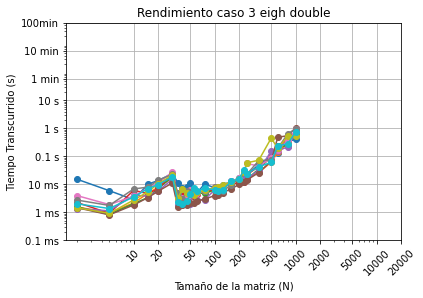 Rendimiento caso 3 eigh double
Tiempo Transcurrido (s)
100min
10 min
1 min
10 s
1 s
0.1 s
10 ms
1 ms
0.1 ms
10
20
50
100
200
500
1000
2000
5000
10000
20000
Tamaño de la matriz (N)